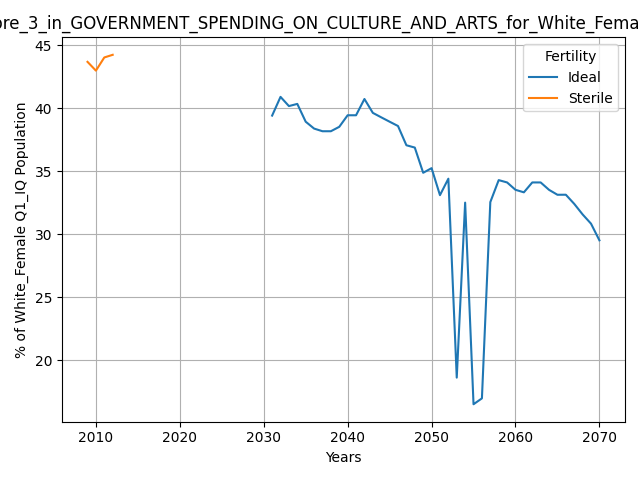 ore_3_in_GOVERNMENT_SPENDING_ON_CULTURE_AND_ARTS_for_White_Fema
45
40
35
30
25
20
% of White_Female Q1_IQ Population
Fertility
Ideal
Sterile
2010 2020 2030 2040 2050 2060 2070
Years